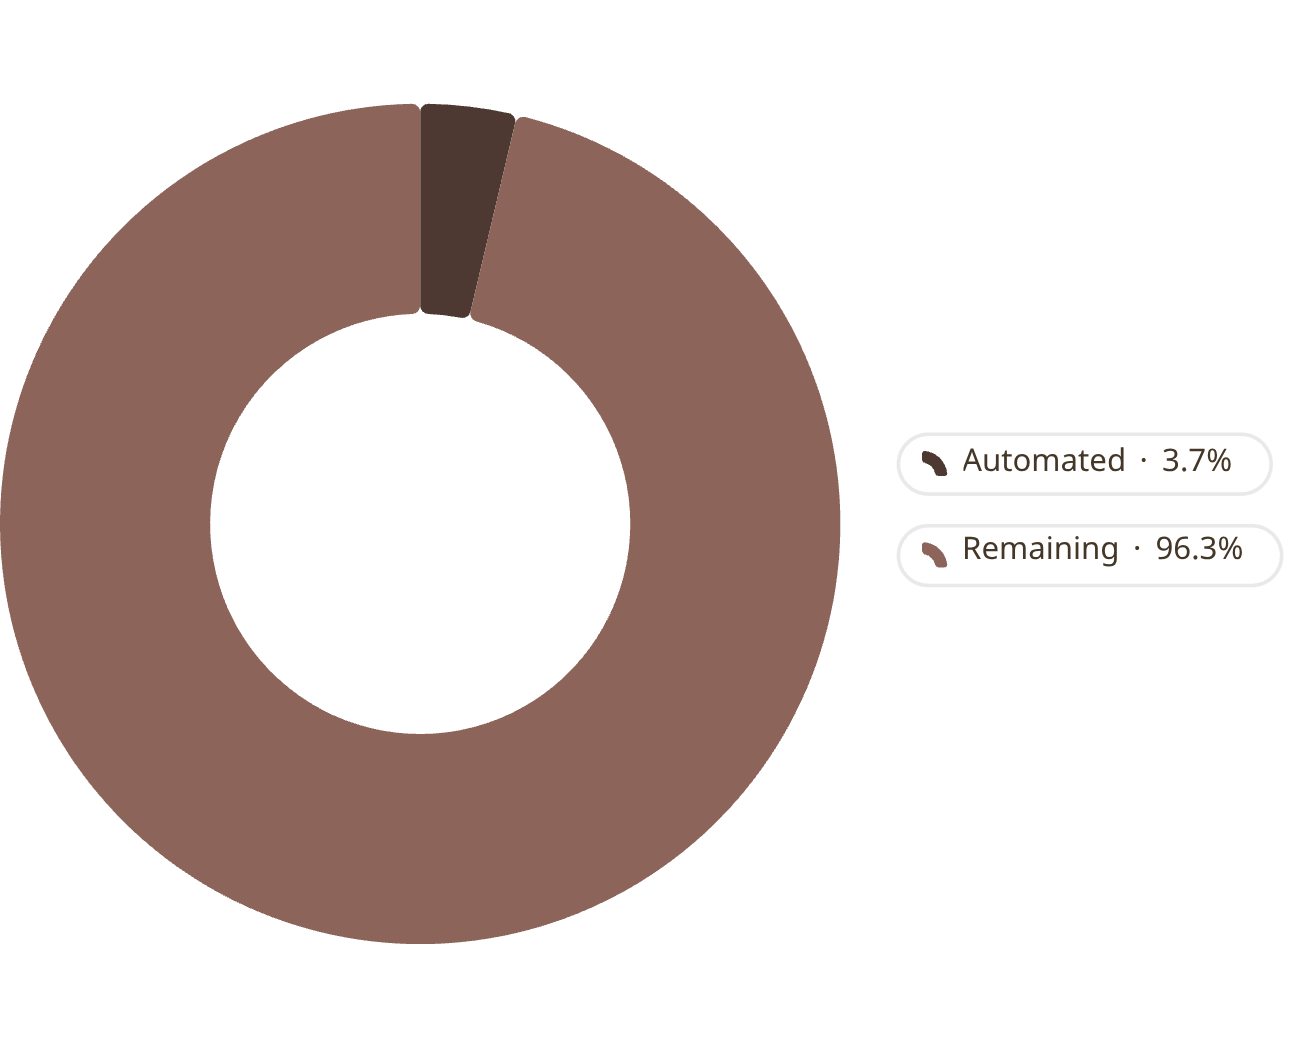 Automated · 3.7%
Remaining · 96.3%